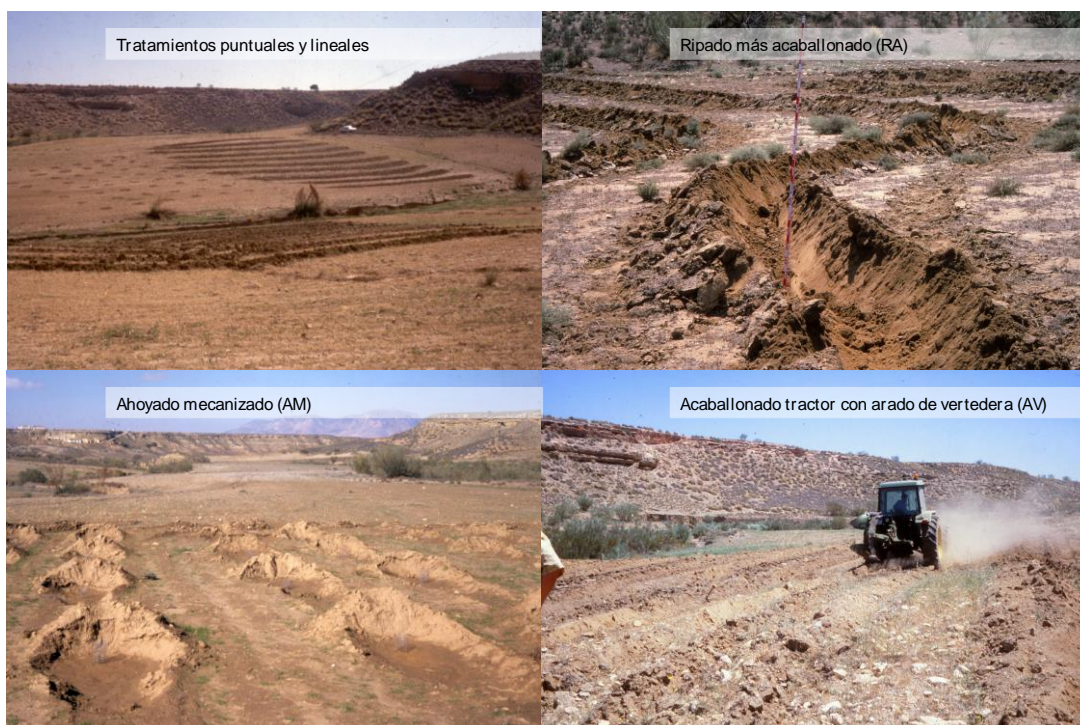 Tratamientos puntuales y lineales
Ripado más acaballonado (RA)
Ahoyado mecanizado (AM)
Acaballonado tractor con arado de vertedera (AV)